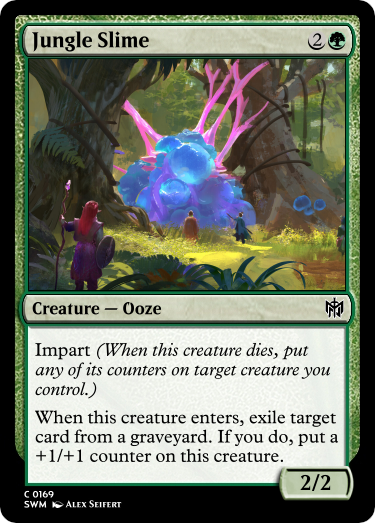 Jungle Slime 2
Creature — Ooze
Impart (When this creature dies, put
any of its counters on target creature you
control.)
When this creature enters, exile target
card from a graveyard. If you do, put a
+1/+1 counter on this creature.
2/2
C 0169
SWM Alex Seifert